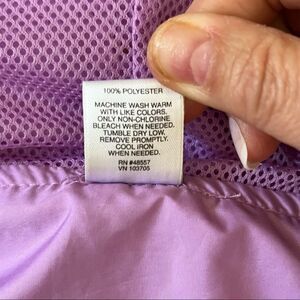 100% POLYESTER
MACHINE WASH WARM
WITH LIKE COLORS.
ONLY NON-CHLORINE
BLEACH WHEN NEEDED.
TUMBLE DRY LOW.
REMOVE PROMPTLY.
COOL IRON
WHEN NEEDED.
RN #48557
VN 103705